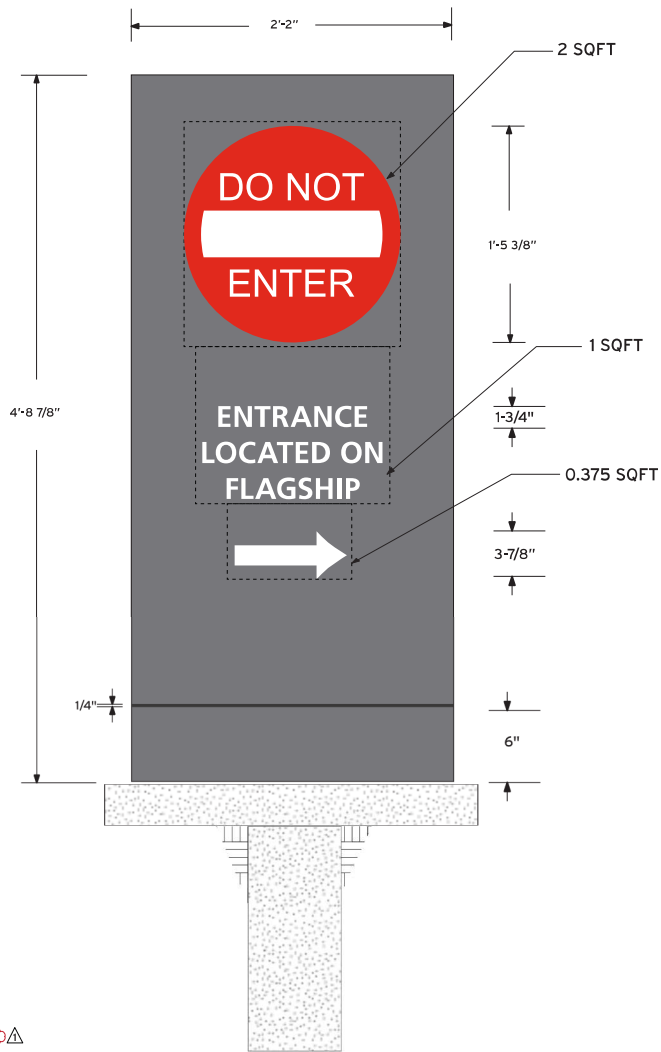 2'-2"
2 SQFT
DO NOT
ENTER
1'-5 3/8"
1 SQFT
4'-8 7/8"
1-3/4"
ENTRANCE
LOCATED ON
FLAGSHIP
0.375 SQFT
3-7/8"
1/4"
6"
1